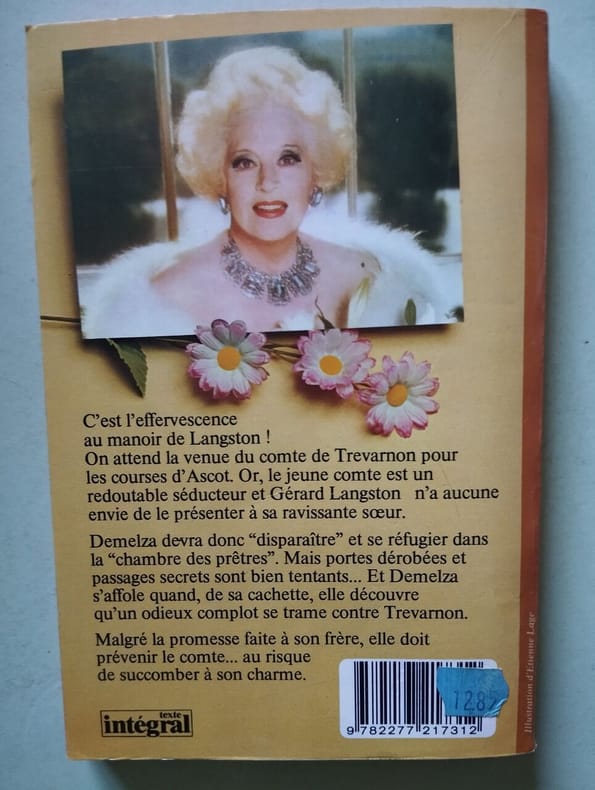 C'est l'effervescence
au manoir de Langston !
On attend la venue du comte de Trevarnon pour
les courses d'Ascot. Or, le jeune comte est un
redoutable séducteur et Gérard Langston n'a aucune
envie de le présenter à sa ravissante sœur.
Demelza devra donc “disparaître” et se réfugier dans
la “chambre des prêtres”. Mais portes dérobées et
passages secrets sont bien tentants... Et Demelza
s'affole quand, de sa cachette, elle découvre
qu'un odieux complot se trame contre Trevarnon.
Malgré la promesse faite à son frère, elle doit
prévenir le comte... au risque
de succomber à son charme.
texte
intégral
9 782277 217312
Illustration d'Etienne Lage